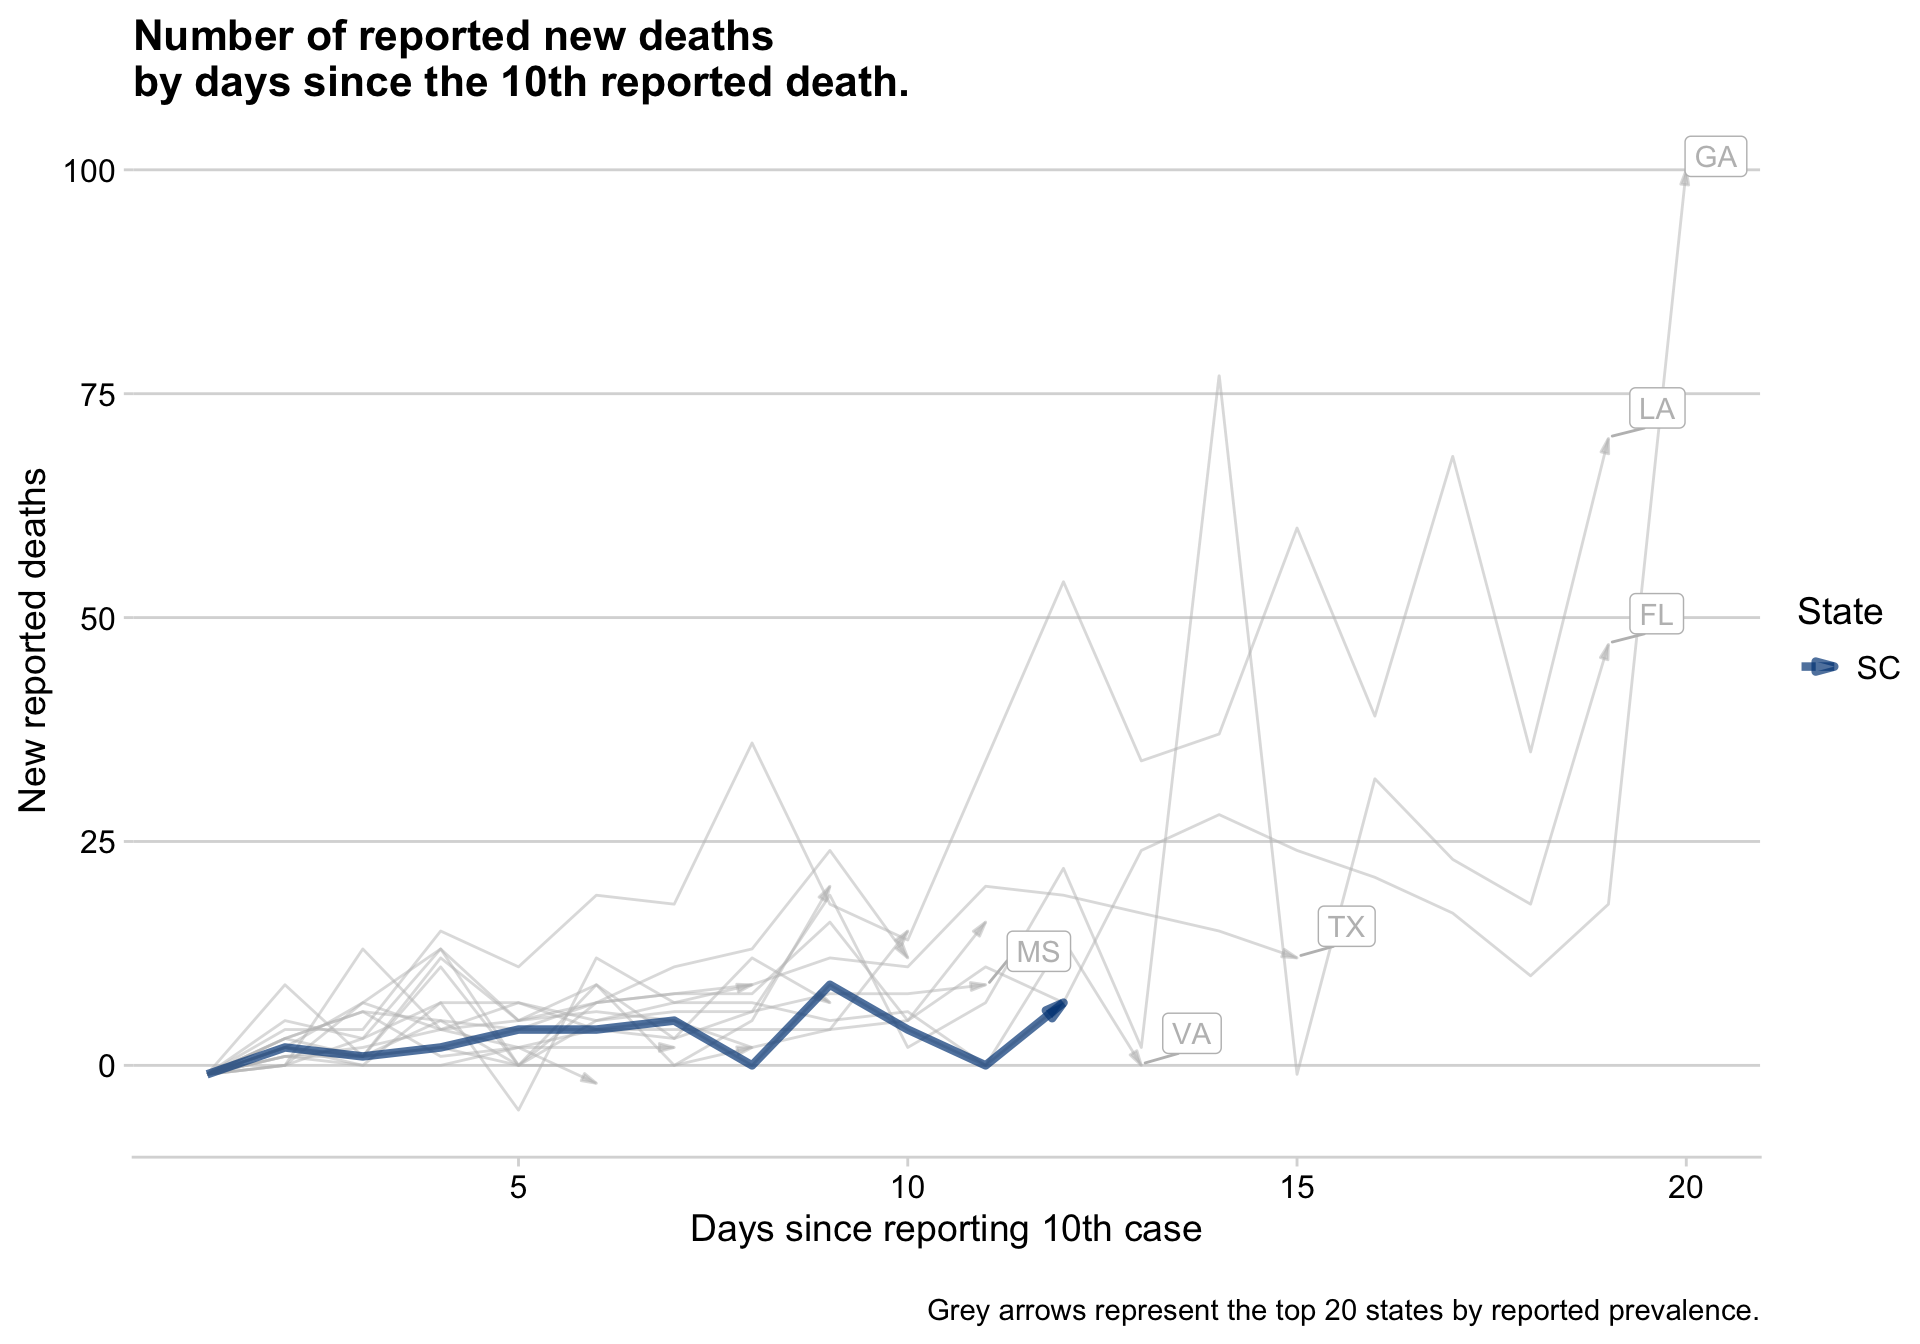 Number of reported new deaths
by days since the 10th reported death.
New reported deaths
100
75
50
25
0
GA
LA
FL
TX
MS
VA
State
SC
5
10
15
20
Days since reporting 10th case
Grey arrows represent the top 20 states by reported prevalence.